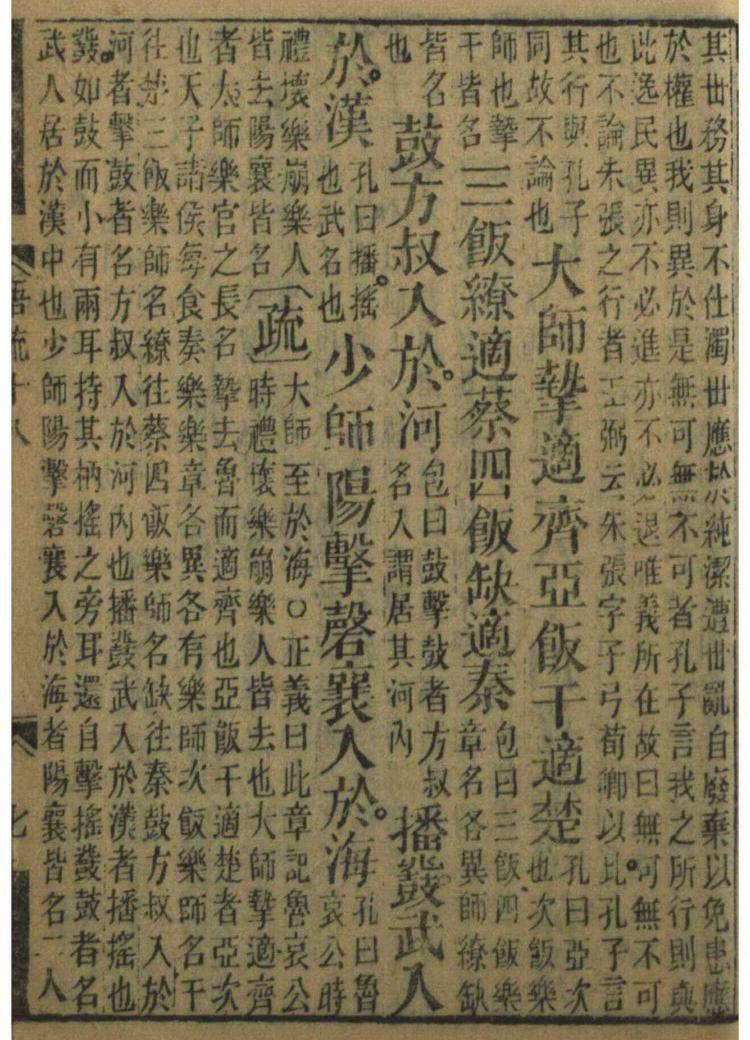 其丗務其身不仕濁丗應於純潔遭丗亂自廢棄以免患應
於權也我則異於是無可無不可者孔子言我之所行則與
此逸民異亦不必進亦不必退唯義所在故曰無可無不可
也不論朱張之行者王弼云朱張字子弓荀卿以比孔子言
其行與孔子
同故不論也
大師摯適齊亞飯干適楚
孔曰亞次
也次飯樂
師也摯
干皆名
三飯繚適蔡四飯缺適秦
包曰三飯四飯樂
章名各異師繚缺
皆名
也
鼓方叔入於河
包曰鼓擊鼓者方叔
名入謂居其河內
播鼗武入
於漢
孔曰播搖
也武名也
少師陽擊磬襄入於海
孔曰魯
哀公時
禮壞樂崩樂人
皆去陽襄皆名
疏
大師至於海○正義曰此章記魯哀公
時禮壞樂崩樂人皆去也大師摯適齊
者大師樂官之長名摯去魯而適齊也亞飯干適楚者亞次
也天子諸侯每食奏樂樂章各異各有樂師次飯樂師名干
往楚三飯樂師名繚往蔡四飯樂師名缺往秦鼓方叔入於
河者擊鼓者名方叔入於河內也播鼗武入於漢者播搖也
鼗如鼓而小有兩耳持其柄搖之旁耳還自擊搖鼗鼓者名
武人居於漢中也少師陽擊磬襄入於海者陽襄皆名二人
語疏十八